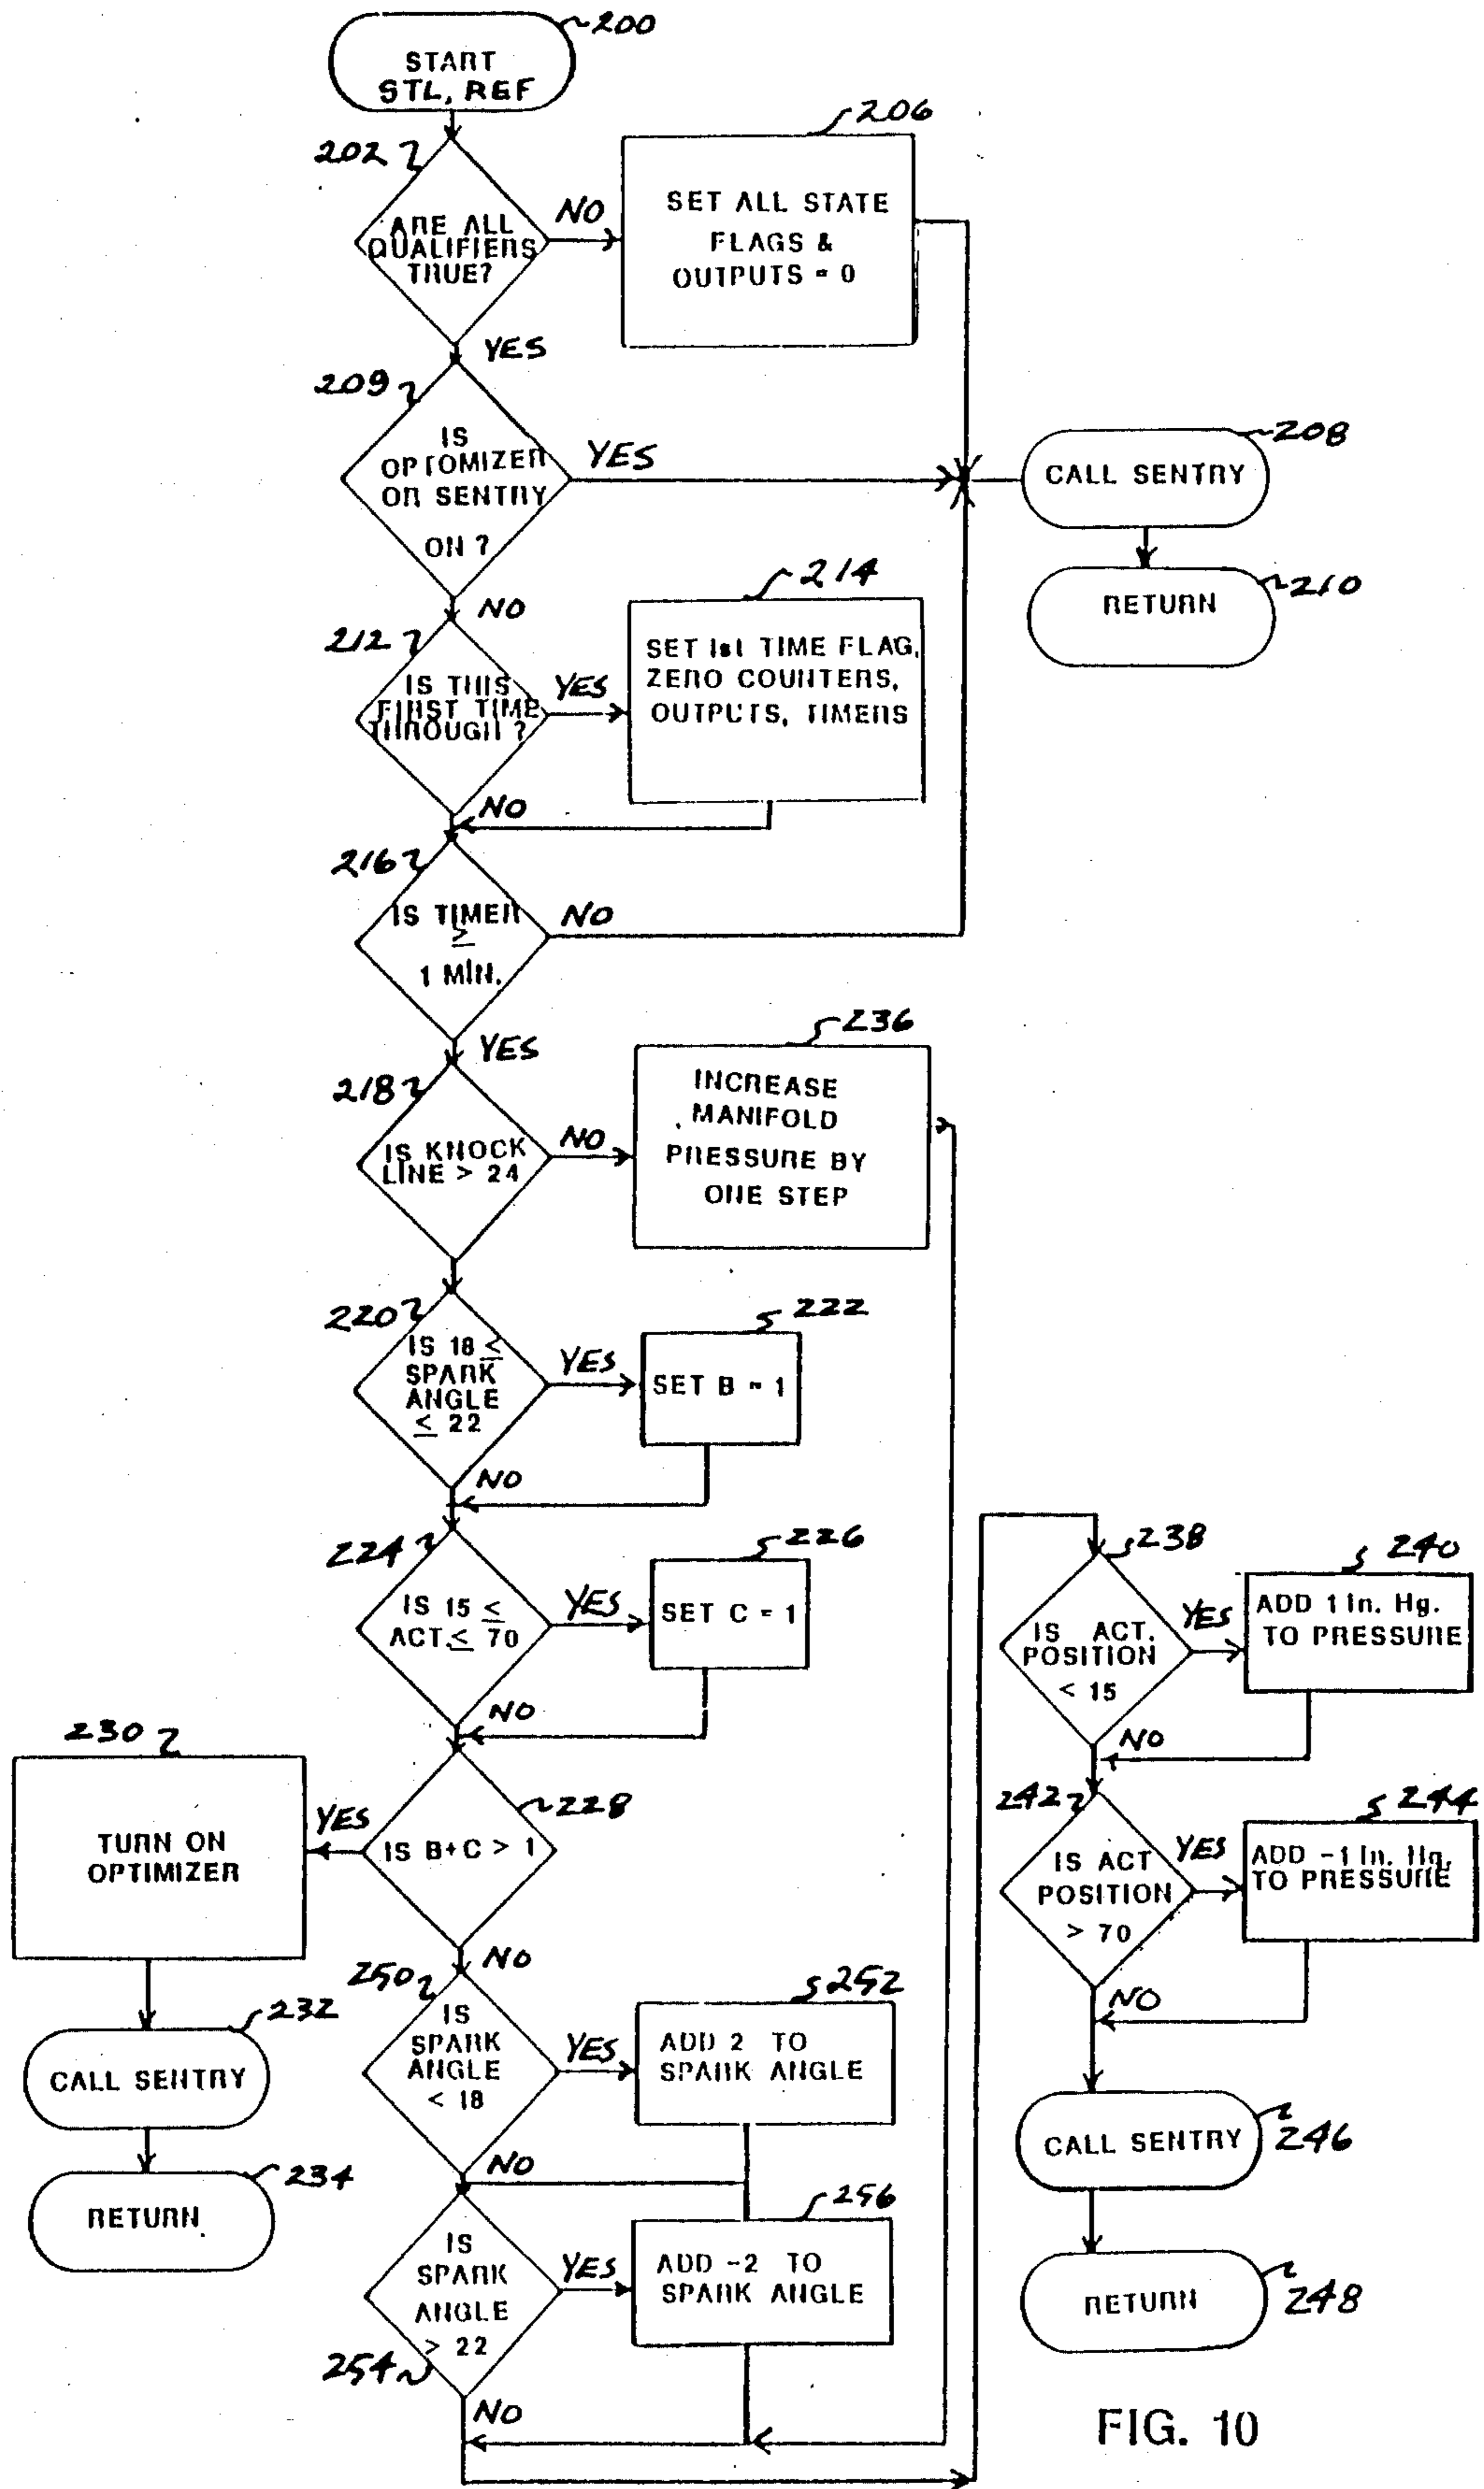 200
START
STL, REF
206
202
ARE ALL
QUALIFIERS
TRUE?
NO
SET ALL STATE
FLAGS &
OUTPUTS = 0
YES
209
IS
OPTOMIZER
OR SENTRY
ON ?
YES
208
CALL SENTRY
210
RETURN
NO
214
212
IS THIS
FIRST TIME
THROUGH ?
YES
SET 1st TIME FLAG,
ZERO COUNTERS,
OUTPUTS, TIMERS
NO
216
IS TIMER
≥
1 MIN.
NO
YES
236
218
IS KNOCK
LINE > 24
NO
INCREASE
MANIFOLD
PRESSURE BY
ONE STEP
220
IS 18 ≤
SPARK
ANGLE
≤ 22
YES
222
SET B = 1
NO
224
IS 15 ≤
ACT. ≤ 70
YES
226
SET C = 1
NO
230
TURN ON
OPTIMIZER
YES
228
IS B+C > 1
NO
232
CALL SENTRY
234
RETURN
250
IS
SPARK
ANGLE
< 18
YES
252
ADD 2 TO
SPARK ANGLE
NO
254
IS
SPARK
ANGLE
> 22
YES
256
ADD -2 TO
SPARK ANGLE
NO
238
IS ACT.
POSITION
< 15
YES
240
ADD 1 In. Hg.
TO PRESSURE
NO
242
IS ACT
POSITION
> 70
YES
244
ADD -1 In. Hg.
TO PRESSURE
NO
CALL SENTRY
246
RETURN
248
FIG. 10